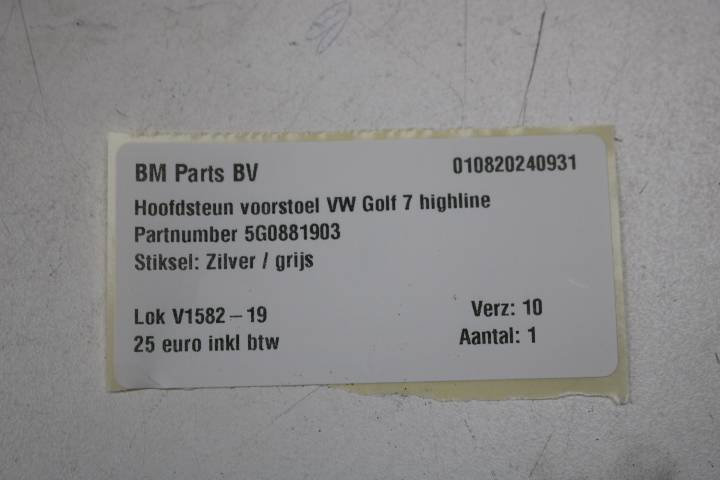 BM Parts BV 010820240931
Hoofdsteun voorstoel VW Golf 7 highline
Partnumber 5G0881903
Stiksel: Zilver / grijs
Lok V1582-19 Verz: 10
25 euro inkl btw Aantal: 1